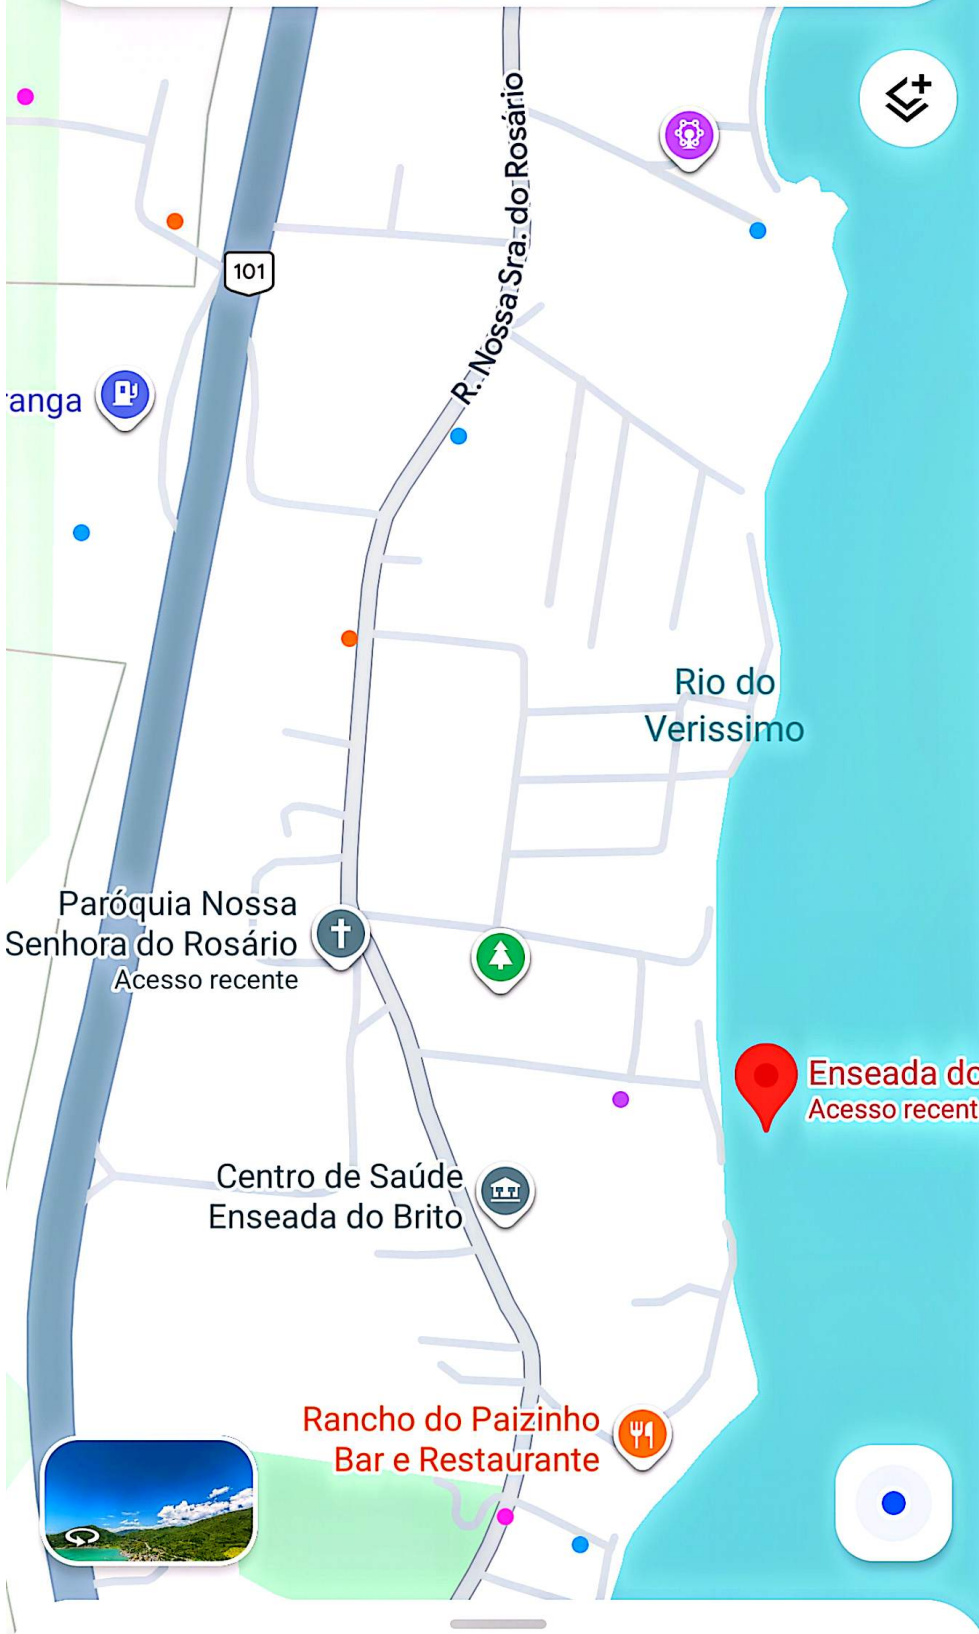 R. Nossa Sra. do Rosário
101
anga
Rio do
Verissimo
Paróquia Nossa
Senhora do Rosário
Acesso recente
Enseada do
Acesso recent
Centro de Saúde
Enseada do Brito
Rancho do Paizinho
Bar e Restaurante